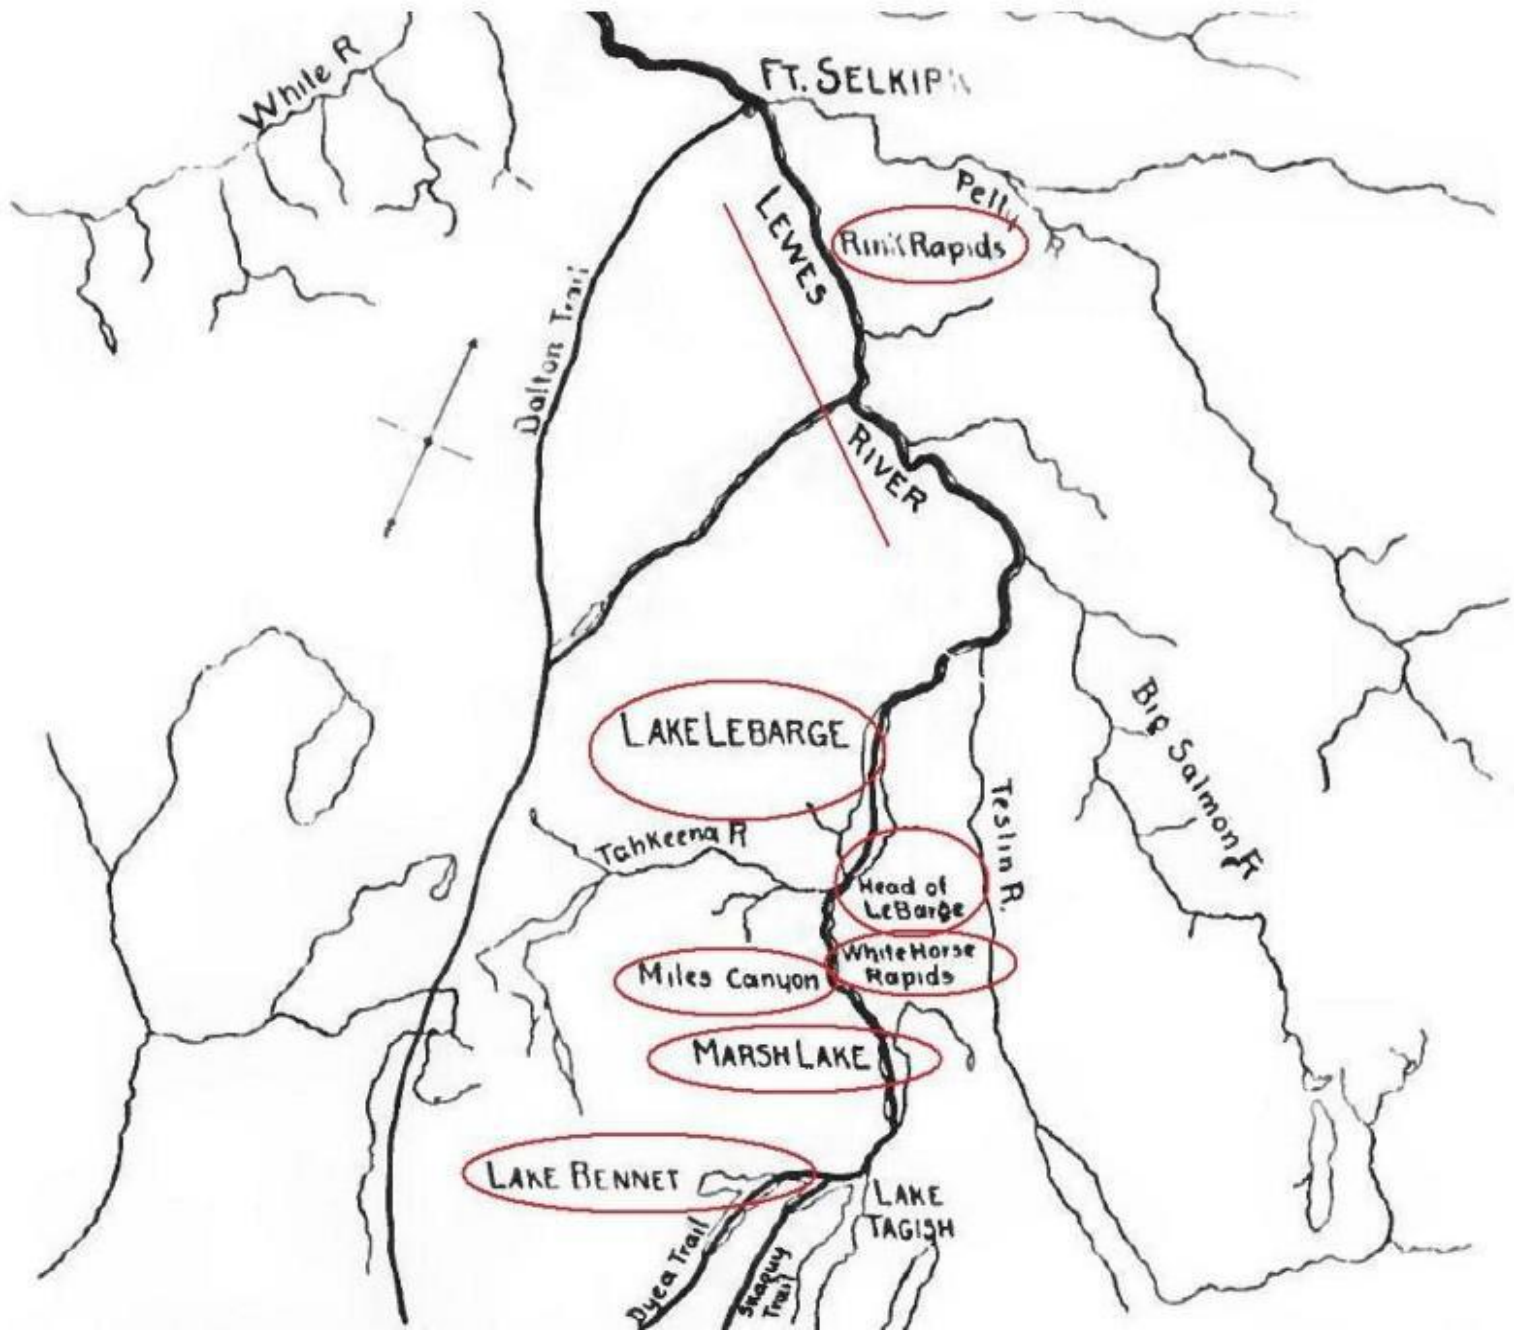 White R
FT. SELKIRK
Pelly
R
LEWES
Rink Rapids
Dalton Trail
RIVER
LAKE LEBARGE
Big Salmon R
Teslin R.
Tahkeena R
Head of
LeBarge
White Horse
Rapids
Miles Canyon
MARSH LAKE
LAKE BENNET
LAKE
TAGISH
Dyea Trail
Skaguy
Trail